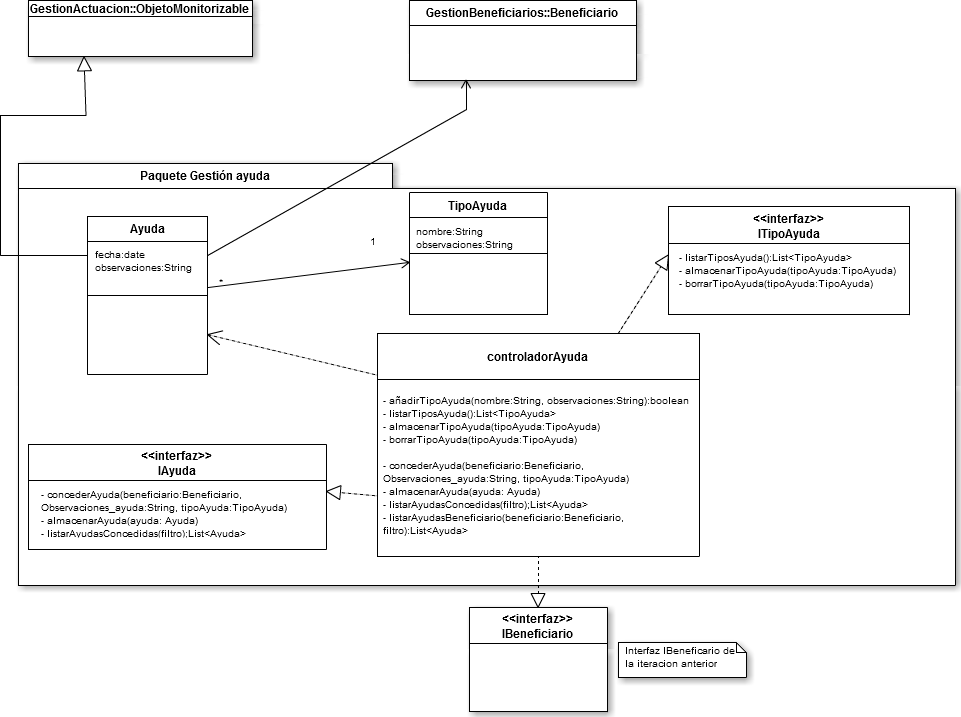 GestionActuacion::ObjetoMonitorizable
GestionBeneficiarios::Beneficiario
Paquete Gestión ayuda
Ayuda
fecha:date
observaciones:String
*
1
TipoAyuda
nombre:String
observaciones:String
<<interfaz>>
ITipoAyuda
- listarTiposAyuda():List<TipoAyuda>
- almacenarTipoAyuda(tipoAyuda:TipoAyuda)
- borrarTipoAyuda(tipoAyuda:TipoAyuda)
controladorAyuda
- añadirTipoAyuda(nombre:String, observaciones:String):boolean
- listarTiposAyuda():List<TipoAyuda>
- almacenarTipoAyuda(tipoAyuda:TipoAyuda)
- borrarTipoAyuda(tipoAyuda:TipoAyuda)
- concederAyuda(beneficiario:Beneficiario,
Observaciones_ayuda:String, tipoAyuda:TipoAyuda)
- almacenarAyuda(ayuda: Ayuda)
- listarAyudasConcedidas(filtro);List<Ayuda>
- listarAyudasBeneficiario(beneficiario:Beneficiario,
filtro):List<Ayuda>
<<interfaz>>
IAyuda
- concederAyuda(beneficiario:Beneficiario,
Observaciones_ayuda:String, tipoAyuda:TipoAyuda)
- almacenarAyuda(ayuda: Ayuda)
- listarAyudasConcedidas(filtro);List<Ayuda>
<<interfaz>>
IBeneficiario
Interfaz IBeneficario de
la iteracion anterior